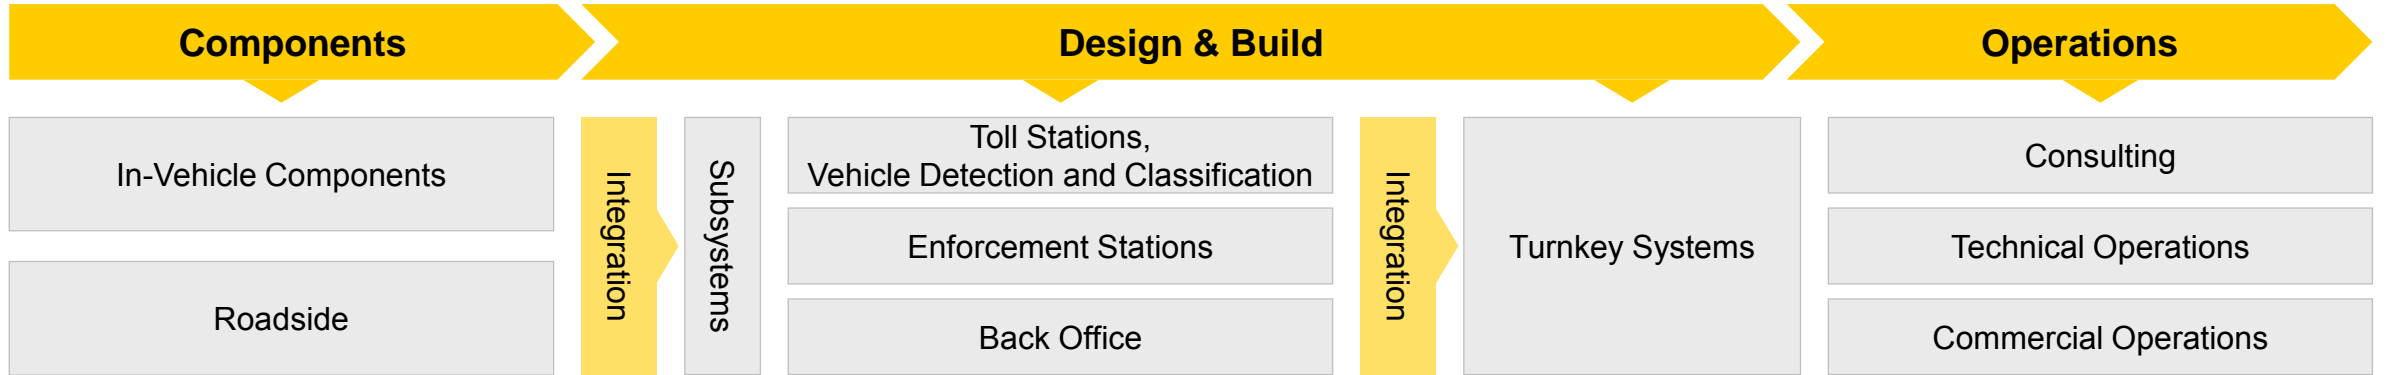 Components
Design & Build
Operations
In-Vehicle Components
Roadside
Integration
Subsystems
Toll Stations,
Vehicle Detection and Classification
Enforcement Stations
Back Office
Integration
Turnkey Systems
Consulting
Technical Operations
Commercial Operations